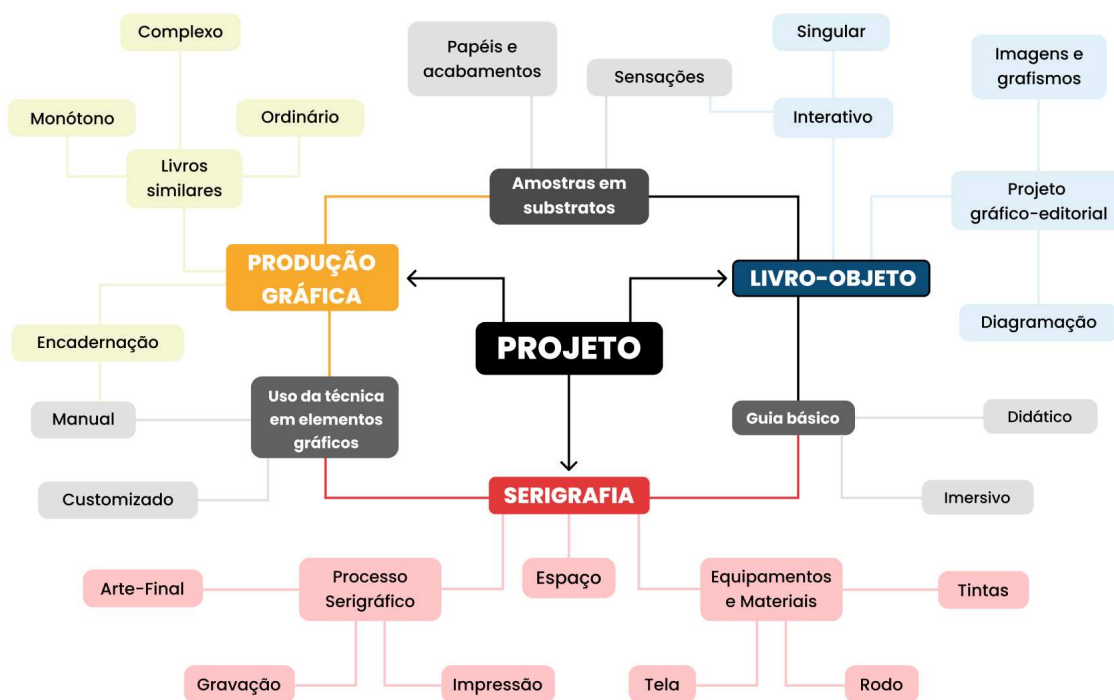 Complexo
Papéis e
acabamentos
Sensações
Singular
Imagens e
grafismos
Monótono
Ordinário
Interativo
Livros
similares
Amostras em
substratos
Projeto
gráfico-editorial
PRODUÇÃO
GRÁFICA
LIVRO-OBJETO
Encadernação
PROJETO
Diagramação
Manual
Uso da técnica
em elementos
gráficos
Guia básico
Didático
Customizado
SERIGRAFIA
Imersivo
Arte-Final
Processo
Serigráfico
Espaço
Equipamentos
e Materiais
Tintas
Gravação
Impressão
Tela
Rodo